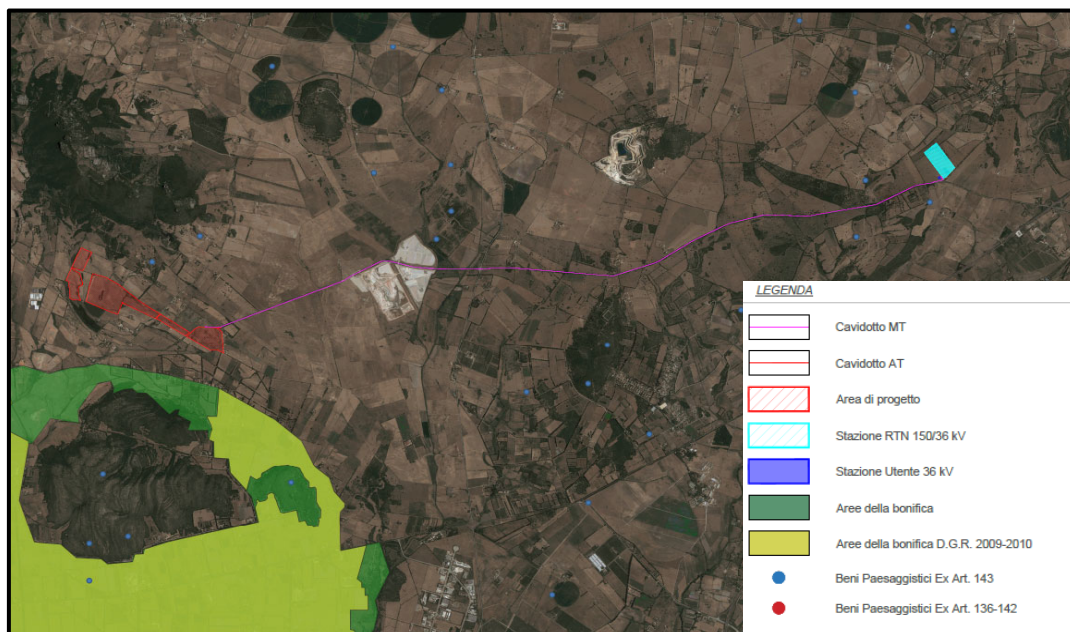 LEGENDA
Cavidotto MT
Cavidotto AT
Area di progetto
Stazione RTN 150/36 kV
Stazione Utente 36 kV
Aree della bonifica
Aree della bonifica D.G.R. 2009-2010
Beni Paesaggistici Ex Art. 143
Beni Paesaggistici Ex Art. 136-142